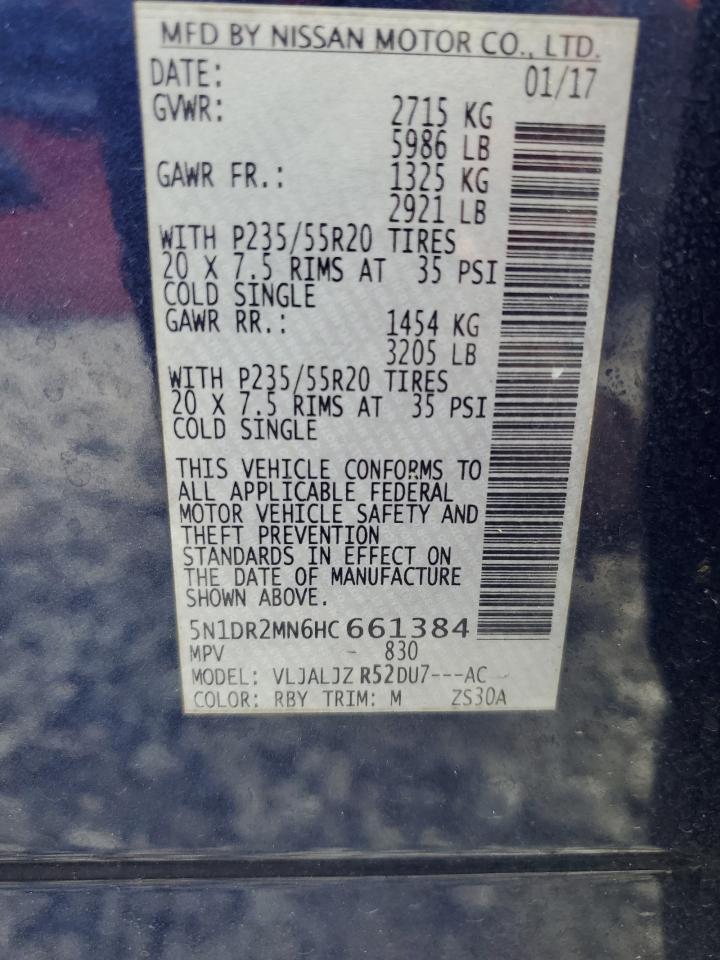 MFD BY NISSAN MOTOR CO., LTD.
DATE: 01/17
GVWR: 2715 KG
5986 LB
GAWR FR.: 1325 KG
2921 LB
WITH P235/55R20 TIRES
20 X 7.5 RIMS AT 35 PSI
COLD SINGLE
GAWR RR.: 1454 KG
3205 LB
WITH P235/55R20 TIRES
20 X 7.5 RIMS AT 35 PSI
COLD SINGLE
THIS VEHICLE CONFORMS TO
ALL APPLICABLE FEDERAL
MOTOR VEHICLE SAFETY AND
THEFT PREVENTION
STANDARDS IN EFFECT ON
THE DATE OF MANUFACTURE
SHOWN ABOVE.
5N1DR2MN6HC661384
MPV - 830
MODEL: VLJALJZ R52DU7---AC
COLOR: RBY TRIM: M ZS30A